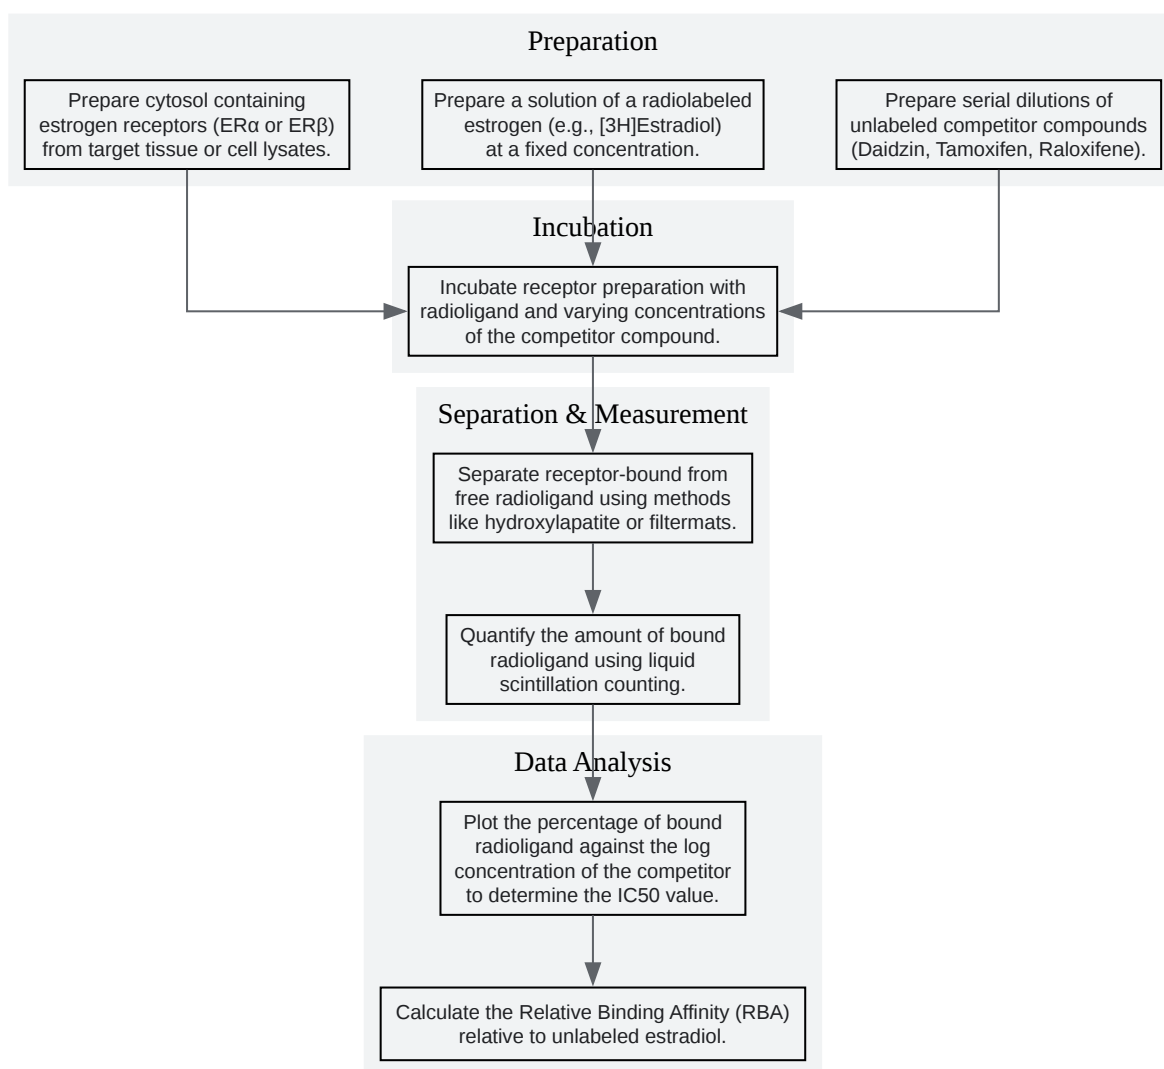 Preparation
Prepare cytosol containing
estrogen receptors (ERα or ERβ)
from target tissue or cell lysates.
Prepare a solution of a radiolabeled
estrogen (e.g., [3H]Estradiol)
at a fixed concentration.
Prepare serial dilutions of
unlabeled competitor compounds
(Daidzin, Tamoxifen, Raloxifene).
Incubation
Incubate receptor preparation with
radioligand and varying concentrations
of the competitor compound.
Separation & Measurement
Separate receptor-bound from
free radioligand using methods
like hydroxylapatite or filtermats.
Quantify the amount of bound
radioligand using liquid
scintillation counting.
Data Analysis
Plot the percentage of bound
radioligand against the log
concentration of the competitor
to determine the IC50 value.
Calculate the Relative Binding Affinity (RBA)
relative to unlabeled estradiol.